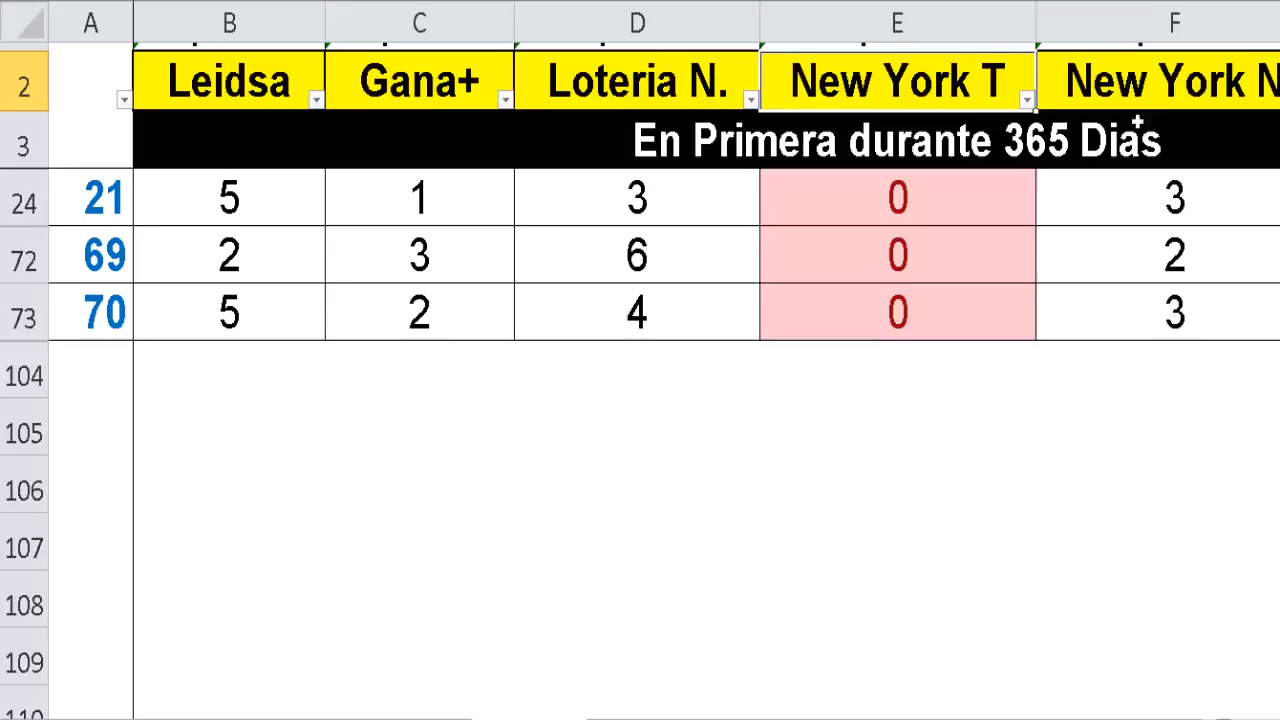 A B C D E F
2 Leidsa Gana+ Loteria N. New York T New York N
3 En Primera durante 365 Dias
24 21 5 1 3 0 3
72 69 2 3 6 0 2
73 70 5 2 4 0 3
104
105
106
107
108
109
110